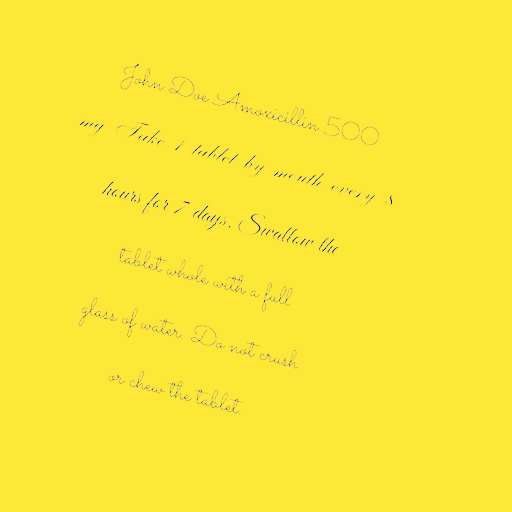 John Doe Amoxicillin 500
mg Take 1 tablet by mouth every 8
hours for 7 days. Swallow the
tablet whole with a full
glass of water. Do not crush
or chew the tablet.